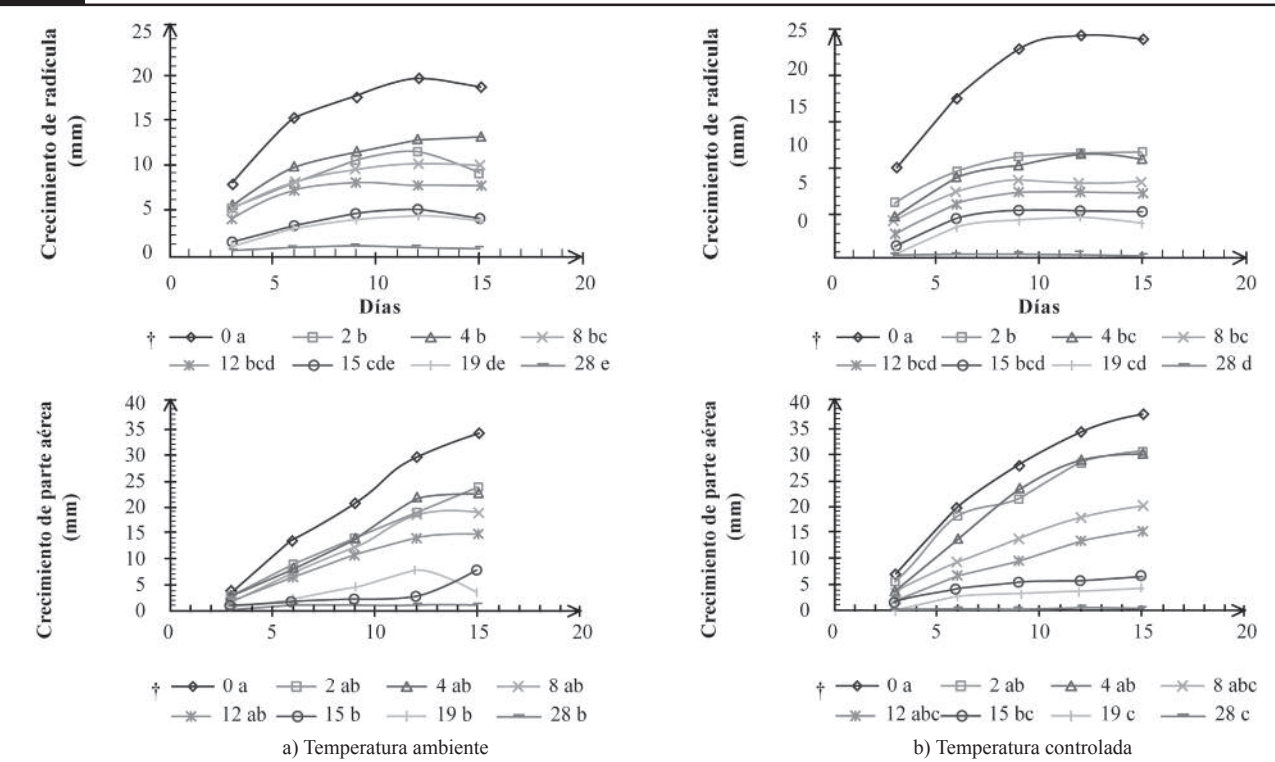 Crecimiento de radícula
(mm)
25
20
15
10
5
0
0 5 10 15 20
Días
† 0 a 2 b 4 b 8 bc
12 bcd 15 cde 19 de 28 e
Crecimiento de radícula
(mm)
25
20
15
10
5
0
0 5 10 15 20
Días
† 0 a 2 b 4 bc 8 bc
12 bcd 15 bcd 19 cd 28 d
Crecimiento de parte aérea
(mm)
40
35
30
25
20
15
10
5
0
0 5 10 15 20
† 0 a 2 ab 4 ab 8 ab
12 ab 15 b 19 b 28 b
a) Temperatura ambiente
Crecimiento de parte aérea
(mm)
40
35
30
25
20
15
10
5
0
0 5 10 15 20
† 0 a 2 ab 4 ab 8 abc
12 abc 15 bc 19 c 28 c
b) Temperatura controlada